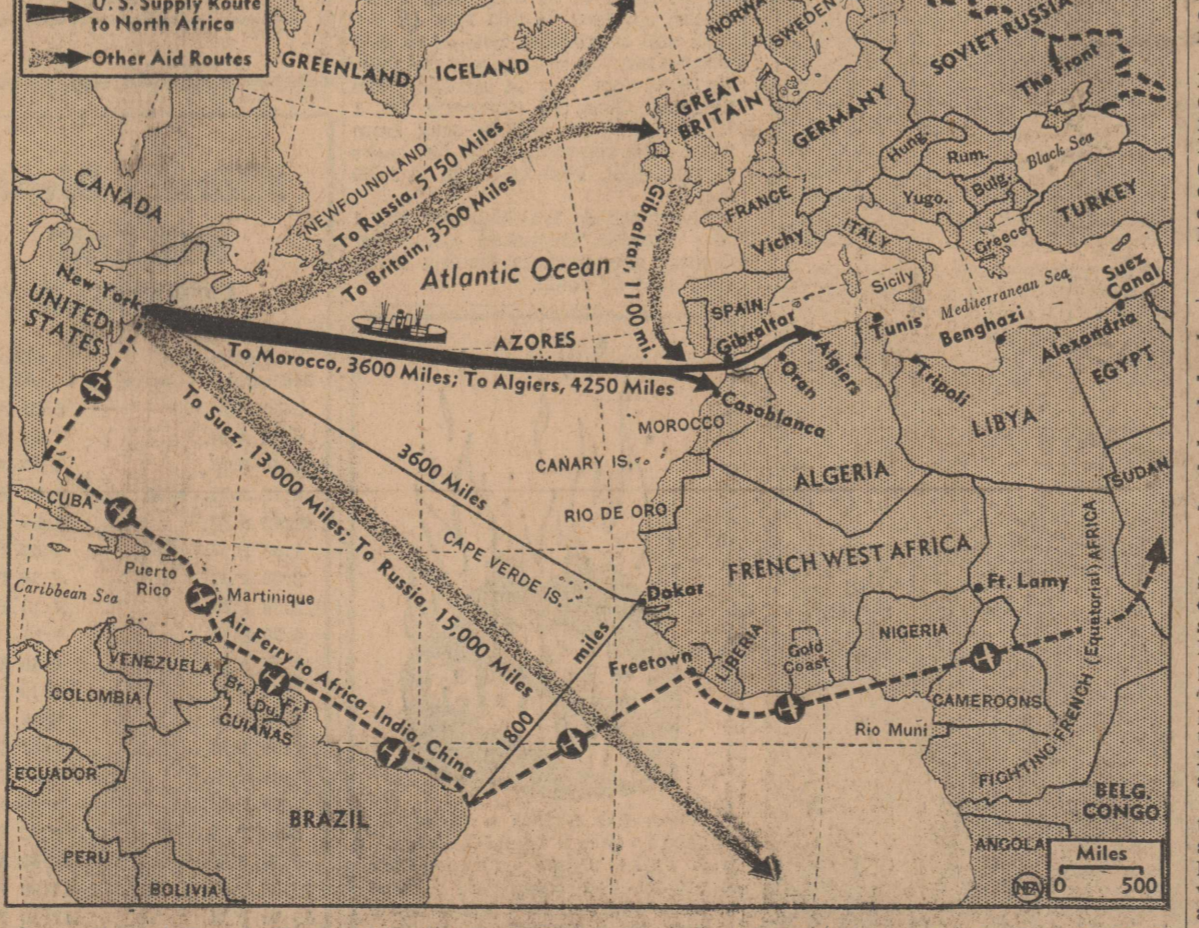 U. S. Supply Route
to North Africa
Other Aid Routes
GREENLAND
ICELAND
NORWAY
SWEDEN
SOVIET RUSSIA
The Front
GREAT
BRITAIN
GERMANY
Hung.
Rum.
Black Sea
Bulg.
Yugo.
TURKEY
CANADA
NEWFOUNDLAND
To Russia, 5750 Miles
To Britain, 3500 Miles
Gibraltar, 1100 mi.
FRANCE
Vichy
ITALY
Greece
Atlantic Ocean
Sicily
Mediterranean Sea
Suez
Canal
New York
UNITED
STATES
SPAIN
Gibraltar
Tunis
Benghazi
Alexandria
EGYPT
AZORES
To Morocco, 3600 Miles; To Algiers, 4250 Miles
Oran
Algiers
Tripoli
Casablanca
MOROCCO
LIBYA
To Suez, 13,000 Miles; To Russia, 15,000 Miles
3600 Miles
CANARY IS.
ALGERIA
SUDAN
CUBA
RIO DE ORO
CAPE VERDE IS.
FRENCH WEST AFRICA
Puerto
Rico
Caribbean Sea
Martinique
Dakar
Ft. Lamy
Air Ferry to Africa, India, China
1800 miles
Freetown
LIBERIA
Gold
Coast
NIGERIA
VENEZUELA
COLOMBIA
Br.
Du.
Fr.
GUIANAS
CAMEROONS
Rio Muni
FIGHTING FRENCH (Equatorial) AFRICA
ECUADOR
BRAZIL
BELG.
CONGO
PERU
BOLIVIA
ANGOLA
NEA
Miles
0 500